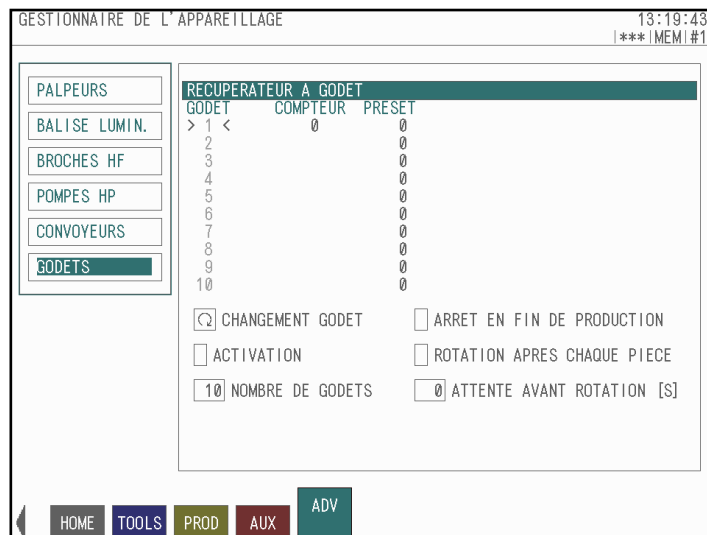 GESTIONNAIRE DE L'APPAREILLAGE 13:19:43
|***|MEM|#1
PALPEURS
BALISE LUMIN.
BROCHES HF
POMPES HP
CONVOYEURS
GODETS
RECUPERATEUR A GODET
GODET COMPTEUR PRESET
> 1 < 0 0
2 0
3 0
4 0
5 0
6 0
7 0
8 0
9 0
10 0
CHANGEMENT GODET ARRET EN FIN DE PRODUCTION
ACTIVATION ROTATION APRES CHAQUE PIECE
10 NOMBRE DE GODETS 0 ATTENTE AVANT ROTATION [S]
HOME TOOLS PROD AUX ADV